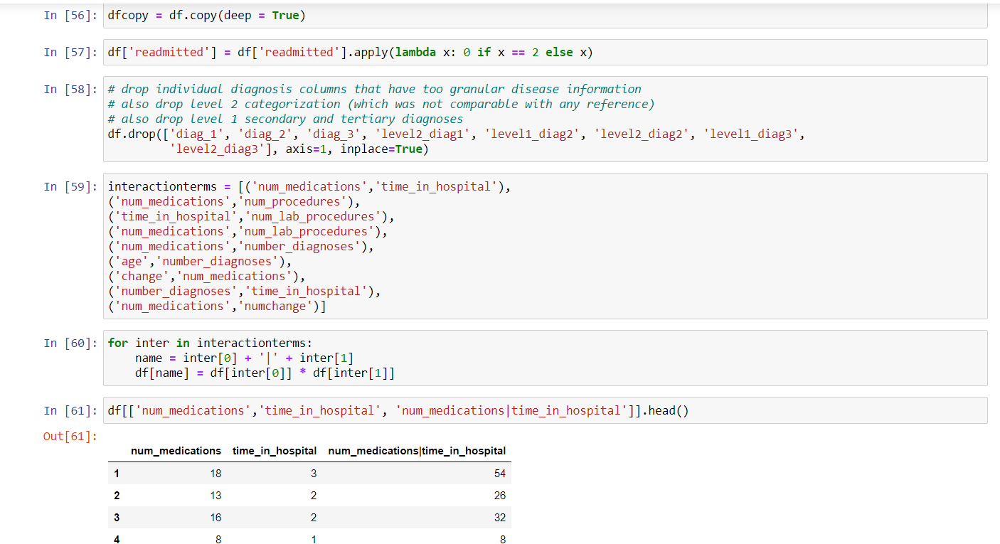 In [56]: dfcopy = df.copy(deep = True)
In [57]: df['readmitted'] = df['readmitted'].apply(lambda x: 0 if x == 2 else x)
In [58]: # drop individual diagnosis columns that have too granular disease information
# also drop level 2 categorization (which was not comparable with any reference)
# also drop level 1 secondary and tertiary diagnoses
df.drop(['diag_1', 'diag_2', 'diag_3', 'level2_diag1', 'level1_diag2', 'level2_diag2', 'level1_diag3',
         'level2_diag3'], axis=1, inplace=True)
In [59]: interactionterms = [('num_medications','time_in_hospital'),
('num_medications','num_procedures'),
('time_in_hospital','num_lab_procedures'),
('num_medications','num_lab_procedures'),
('num_medications','number_diagnoses'),
('age','number_diagnoses'),
('change','num_medications'),
('number_diagnoses','time_in_hospital'),
('num_medications','numchange')]
In [60]: for inter in interactionterms:
    name = inter[0] + '|' + inter[1]
    df[name] = df[inter[0]] * df[inter[1]]
In [61]: df[['num_medications','time_in_hospital', 'num_medications|time_in_hospital']].head()
Out[61]:
num_medications time_in_hospital num_medications|time_in_hospital
1 18 3 54
2 13 2 26
3 16 2 32
4 8 1 8